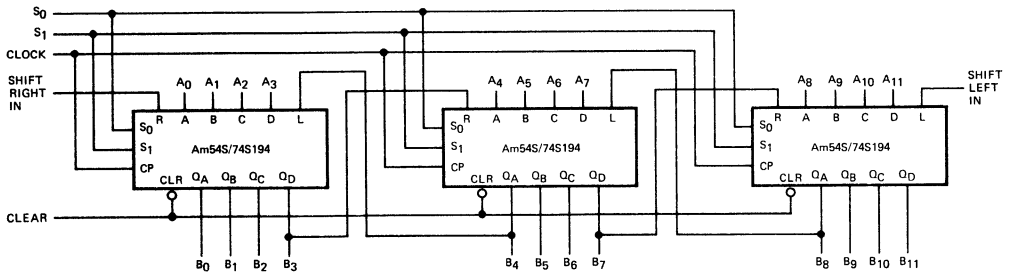 S0
S1
CLOCK
SHIFT RIGHT IN
A0 A1 A2 A3
A4 A5 A6 A7
A8 A9 A10 A11
SHIFT LEFT IN
R A B C D L
S0
S1
CP
Am54S/74S194
CLR QA QB QC QD
R A B C D L
S0
S1
CP
Am54S/74S194
CLR QA QB QC QD
R A B C D L
S0
S1
CP
Am54S/74S194
CLR QA QB QC QD
CLEAR
B0 B1 B2 B3
B4 B5 B6 B7
B8 B9 B10 B11